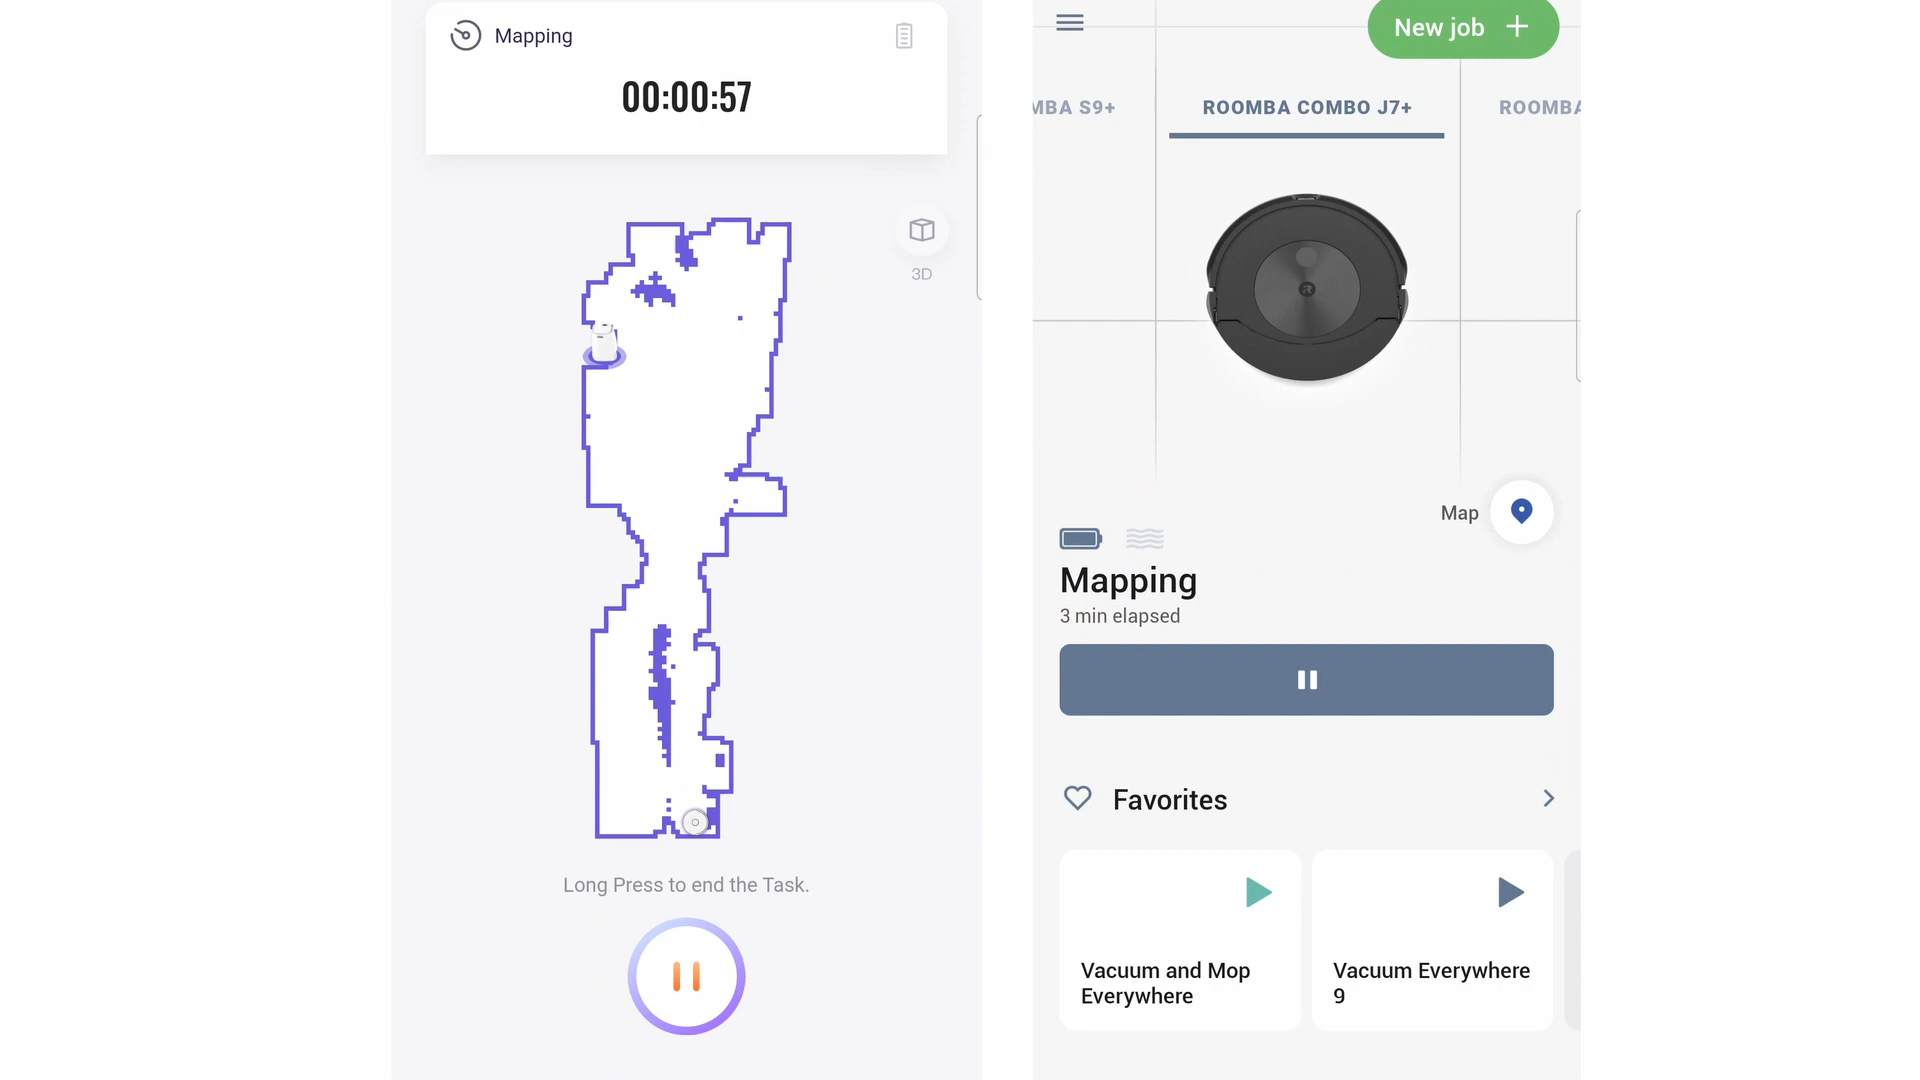 Mapping
00:00:57
3D
Long Press to end the Task.
New job +
MBA S9+
ROOMBA COMBO J7+
ROOMBA
Map
Mapping
3 min elapsed
Favorites
Vacuum and Mop
Everywhere
Vacuum Everywhere
9